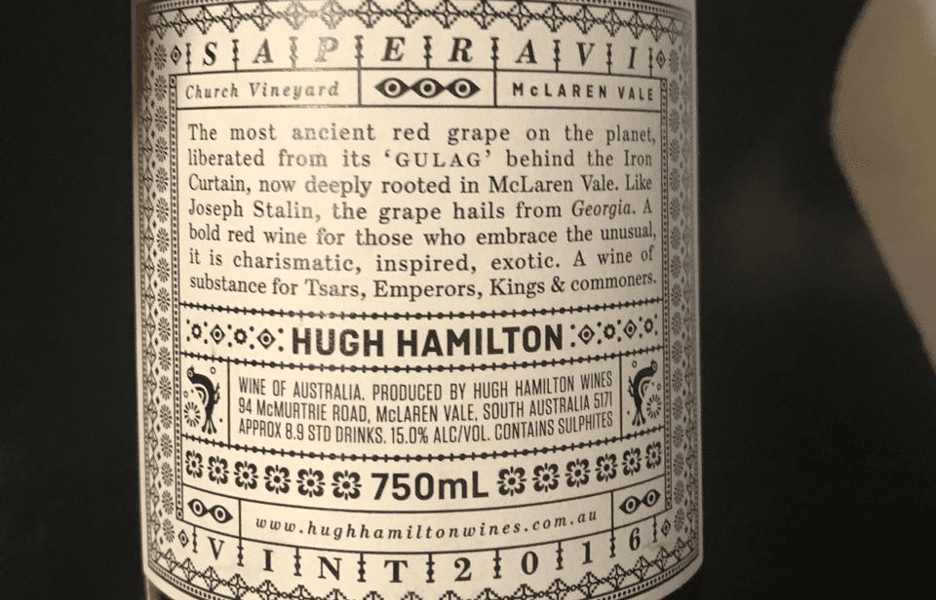 SAPERAVI
Church Vineyard McLAREN VALE
The most ancient red grape on the planet,
liberated from its ‘GULAG’ behind the Iron
Curtain, now deeply rooted in McLaren Vale. Like
Joseph Stalin, the grape hails from Georgia. A
bold red wine for those who embrace the unusual,
it is charismatic, inspired, exotic. A wine of
substance for Tsars, Emperors, Kings & commoners.
HUGH HAMILTON
WINE OF AUSTRALIA. PRODUCED BY HUGH HAMILTON WINES
94 McMURTRIE ROAD, McLAREN VALE, SOUTH AUSTRALIA 5171
APPROX 8.9 STD DRINKS. 15.0% ALC/VOL. CONTAINS SULPHITES
750mL
www.hughhamiltonwines.com.au
VINT2016